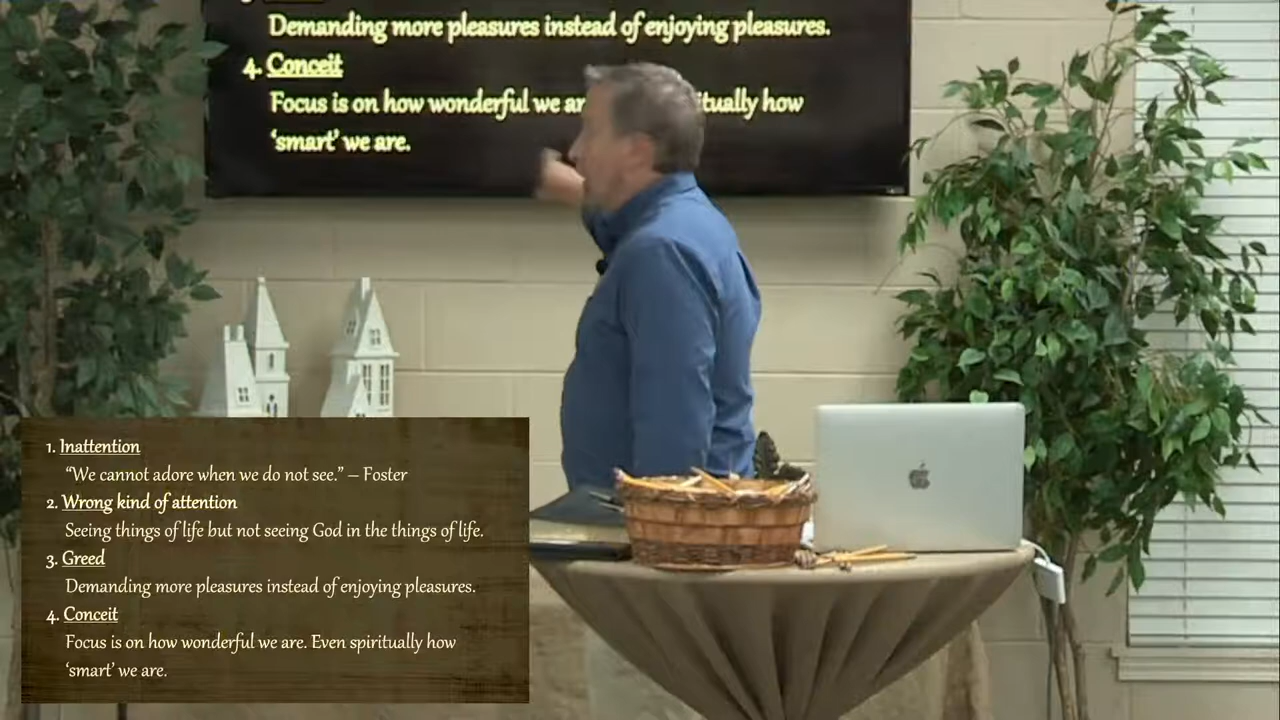 Demanding more pleasures instead of enjoying pleasures.
4. Conceit
Focus is on how wonderful we are how
'smart' we are.
1. Inattention
“We cannot adore when we do not see.” – Foster
2. Wrong kind of attention
Seeing things of life but not seeing God in the things of life.
3. Greed
Demanding more pleasures instead of enjoying pleasures.
4. Conceit
Focus is on how wonderful we are. Even spiritually how
'smart' we are.